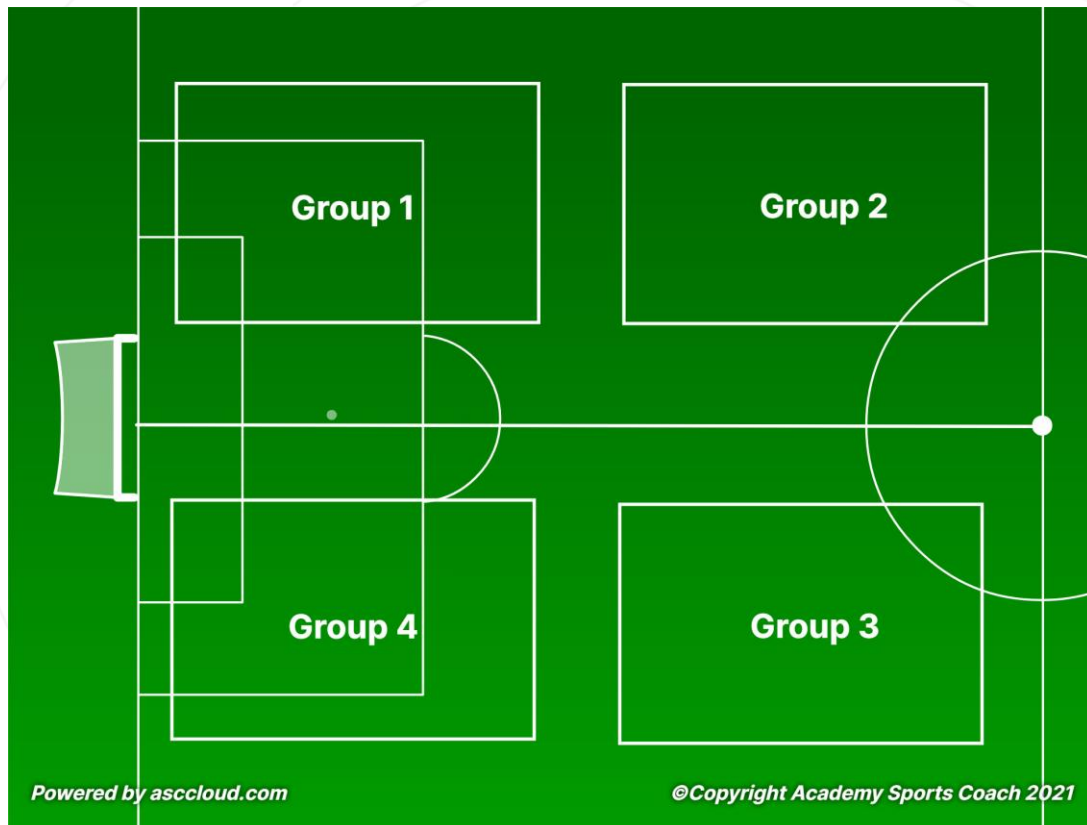 Group 1
Group 2
Group 4
Group 3
Powered by asccloud.com
©Copyright Academy Sports Coach 2021